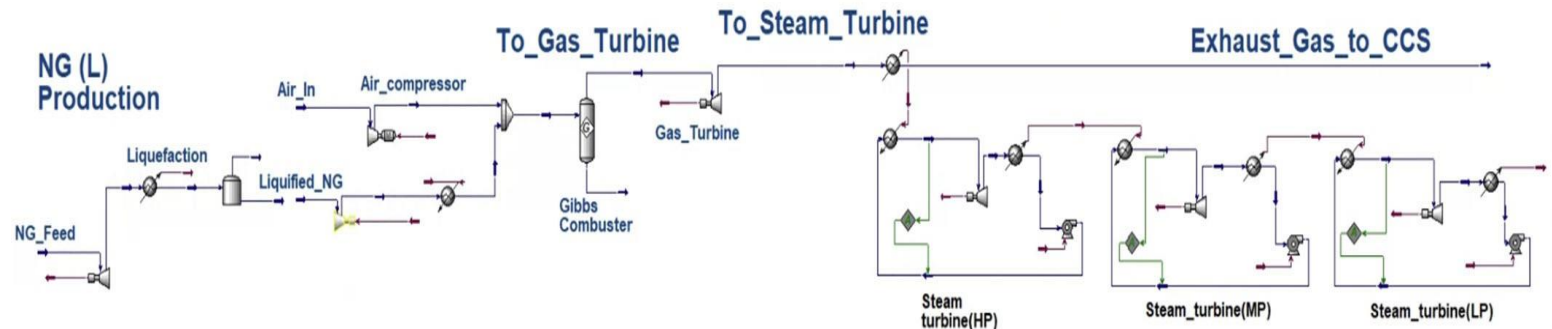 NG (L)
Production
To_Gas_Turbine
To_Steam_Turbine
Exhaust_Gas_to_CCS
Air_In
Air_compressor
Liquefaction
Liquified_NG
NG_Feed
Gas_Turbine
G
Gibbs
Combuster
Steam
turbine(HP)
Steam_turbine(MP)
Steam_turbine(LP)